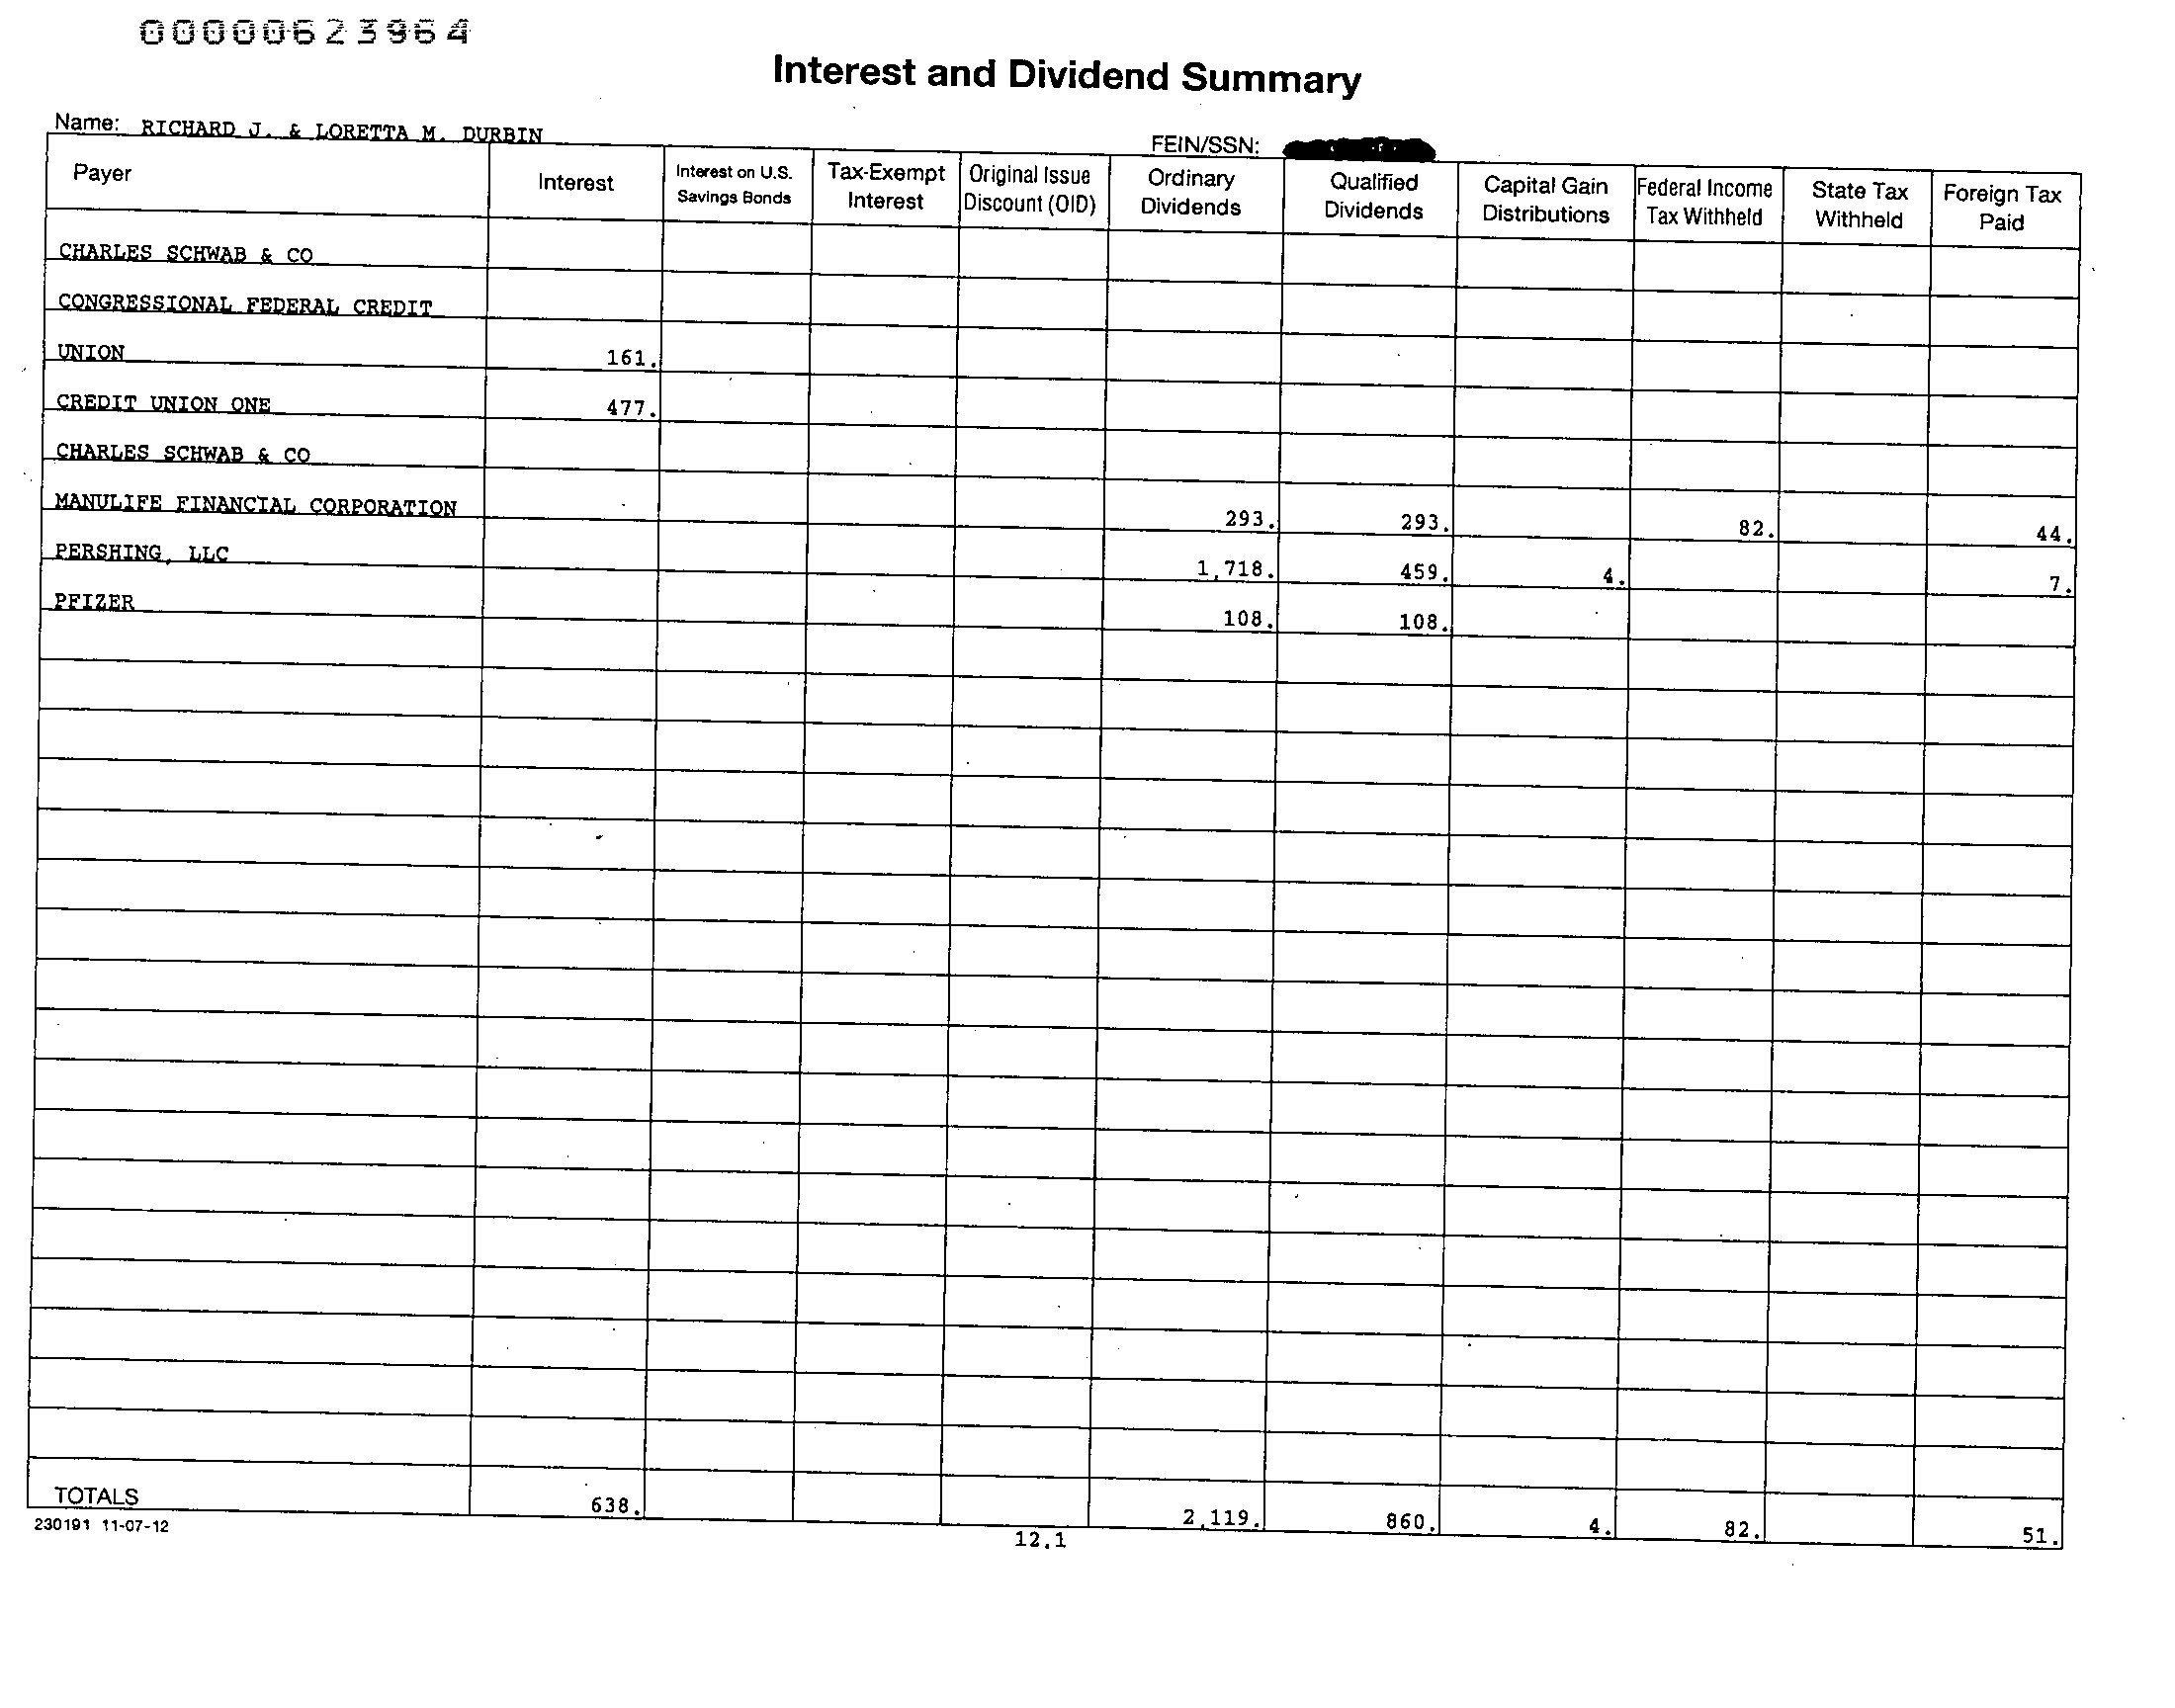 00000623964
Interest and Dividend Summary
Name: RICHARD J. & LORETTA M. DURBIN
FEIN/SSN:
Payer Interest Interest on U.S. Savings Bonds Tax-Exempt Interest Original Issue Discount (OID) Ordinary Dividends Qualified Dividends Capital Gain Distributions Federal Income Tax Withheld State Tax Withheld Foreign Tax Paid
CHARLES SCHWAB & CO
CONGRESSIONAL FEDERAL CREDIT
UNION 161.
CREDIT UNION ONE 477.
CHARLES SCHWAB & CO
MANULIFE FINANCIAL CORPORATION 293. 293. 82. 44.
PERSHING, LLC 1,718. 459. 4. 7.
PFIZER 108. 108.
TOTALS 638. 2,119. 860. 4. 82. 51.
230191 11-07-12
12.1